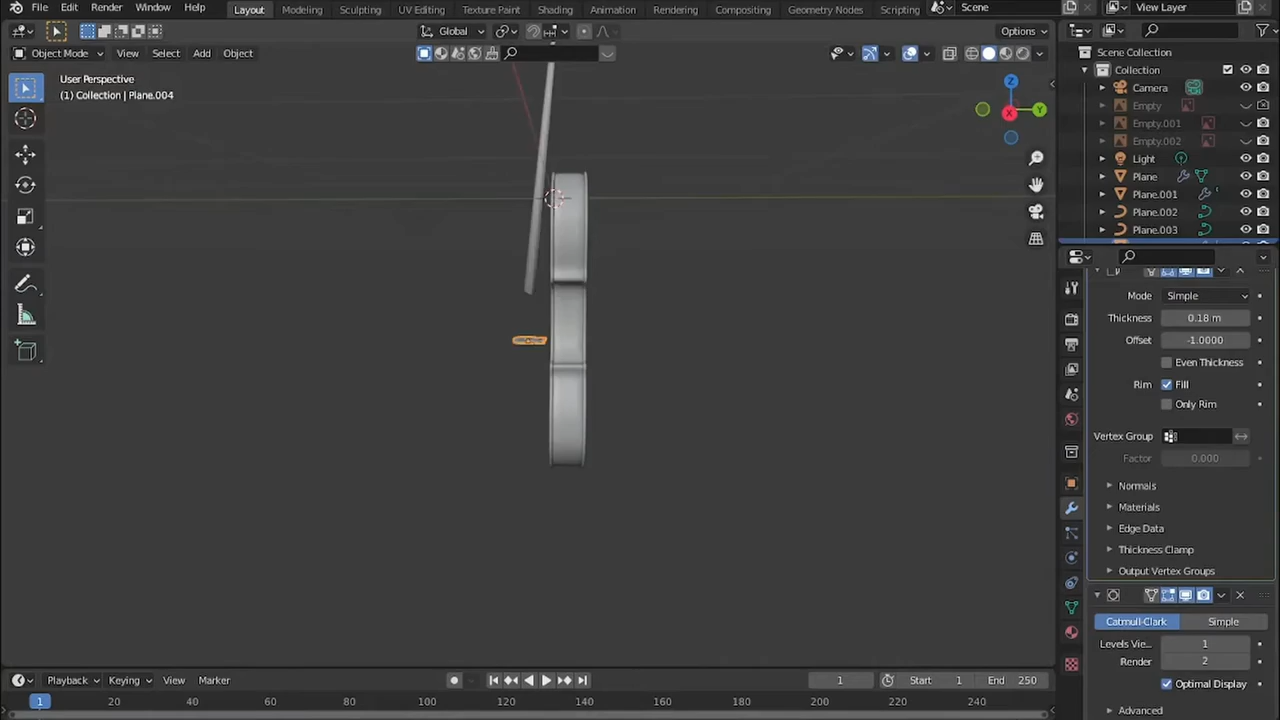 File Edit Render Window Help Layout Modeling Sculpting UV Editing Texture Paint Shading Animation Rendering Compositing Geometry Nodes Scripting Scene View Layer
Global Options
Object Mode View Select Add Object
User Perspective
(1) Collection | Plane.004
Z
Y
X
Scene Collection
Collection
Camera
Empty
Empty.001
Empty.002
Light
Plane
Plane.001
Plane.002
Plane.003
Mode Simple
Thickness 0.18 m
Offset -1.0000
Even Thickness
Rim Fill
Only Rim
Vertex Group
Factor 0.000
Normals
Materials
Edge Data
Thickness Clamp
Output Vertex Groups
Catmull-Clark Simple
Levels Vie... 1
Render 2
Optimal Display
Advanced
Playback Keying View Marker 1 Start 1 End 250
1 20 40 60 80 100 120 140 160 180 200 220 240